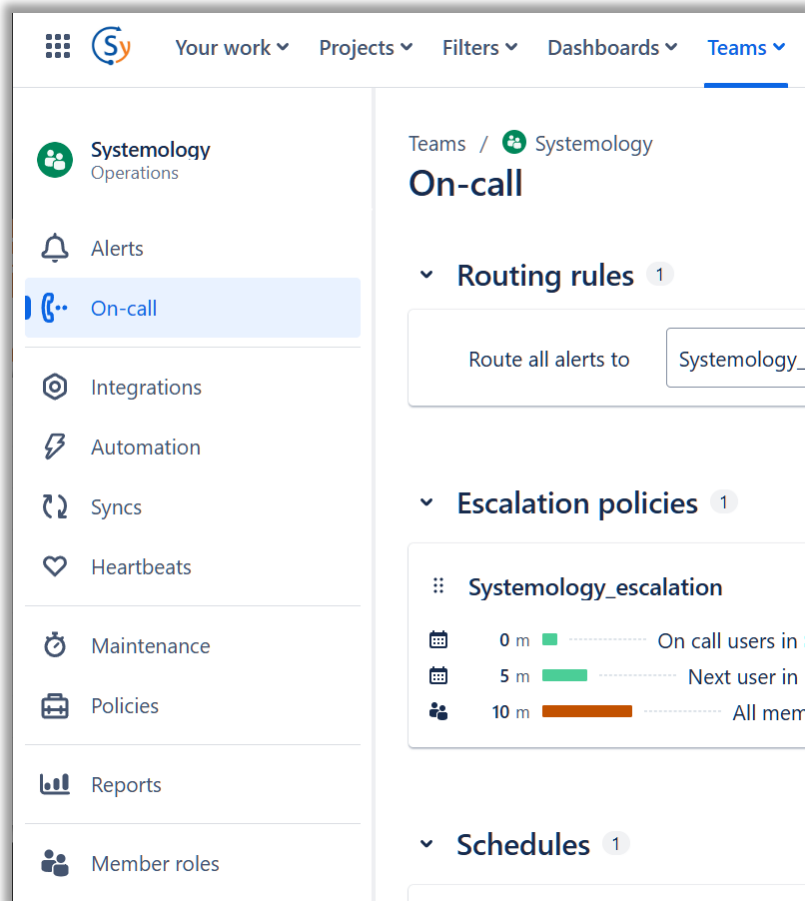 Sy Your work Projects Filters Dashboards Teams
Systemology
Operations
Alerts
On-call
Integrations
Automation
Syncs
Heartbeats
Maintenance
Policies
Reports
Member roles
Teams / Systemology
On-call
Routing rules 1
Route all alerts to Systemology_
Escalation policies 1
Systemology_escalation
0 m On call users in
5 m Next user in
10 m All mem
Schedules 1